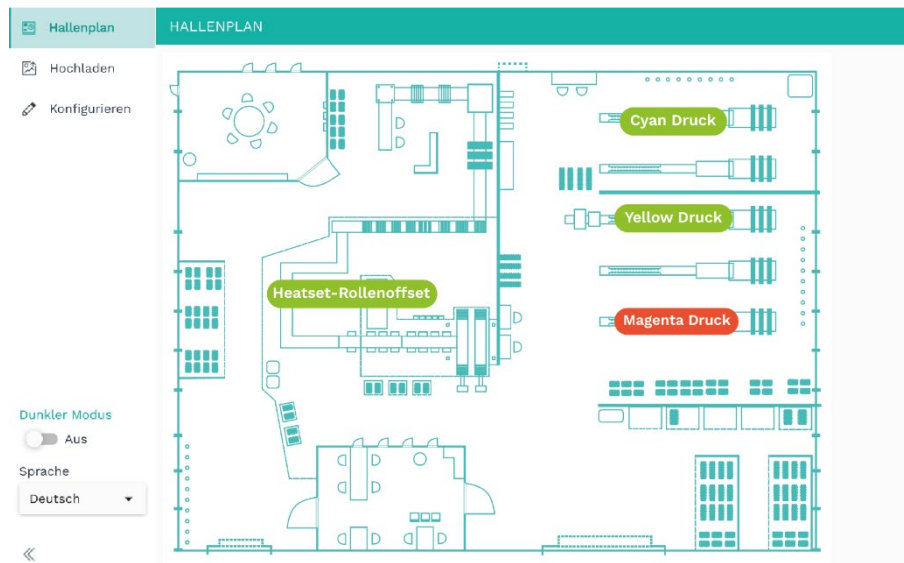 Hallenplan
HALLENPLAN
Hochladen
Konfigurieren
Cyan Druck
Yellow Druck
Heatset-Rollenoffset
Magenta Druck
Dunkler Modus
Aus
Sprache
Deutsch